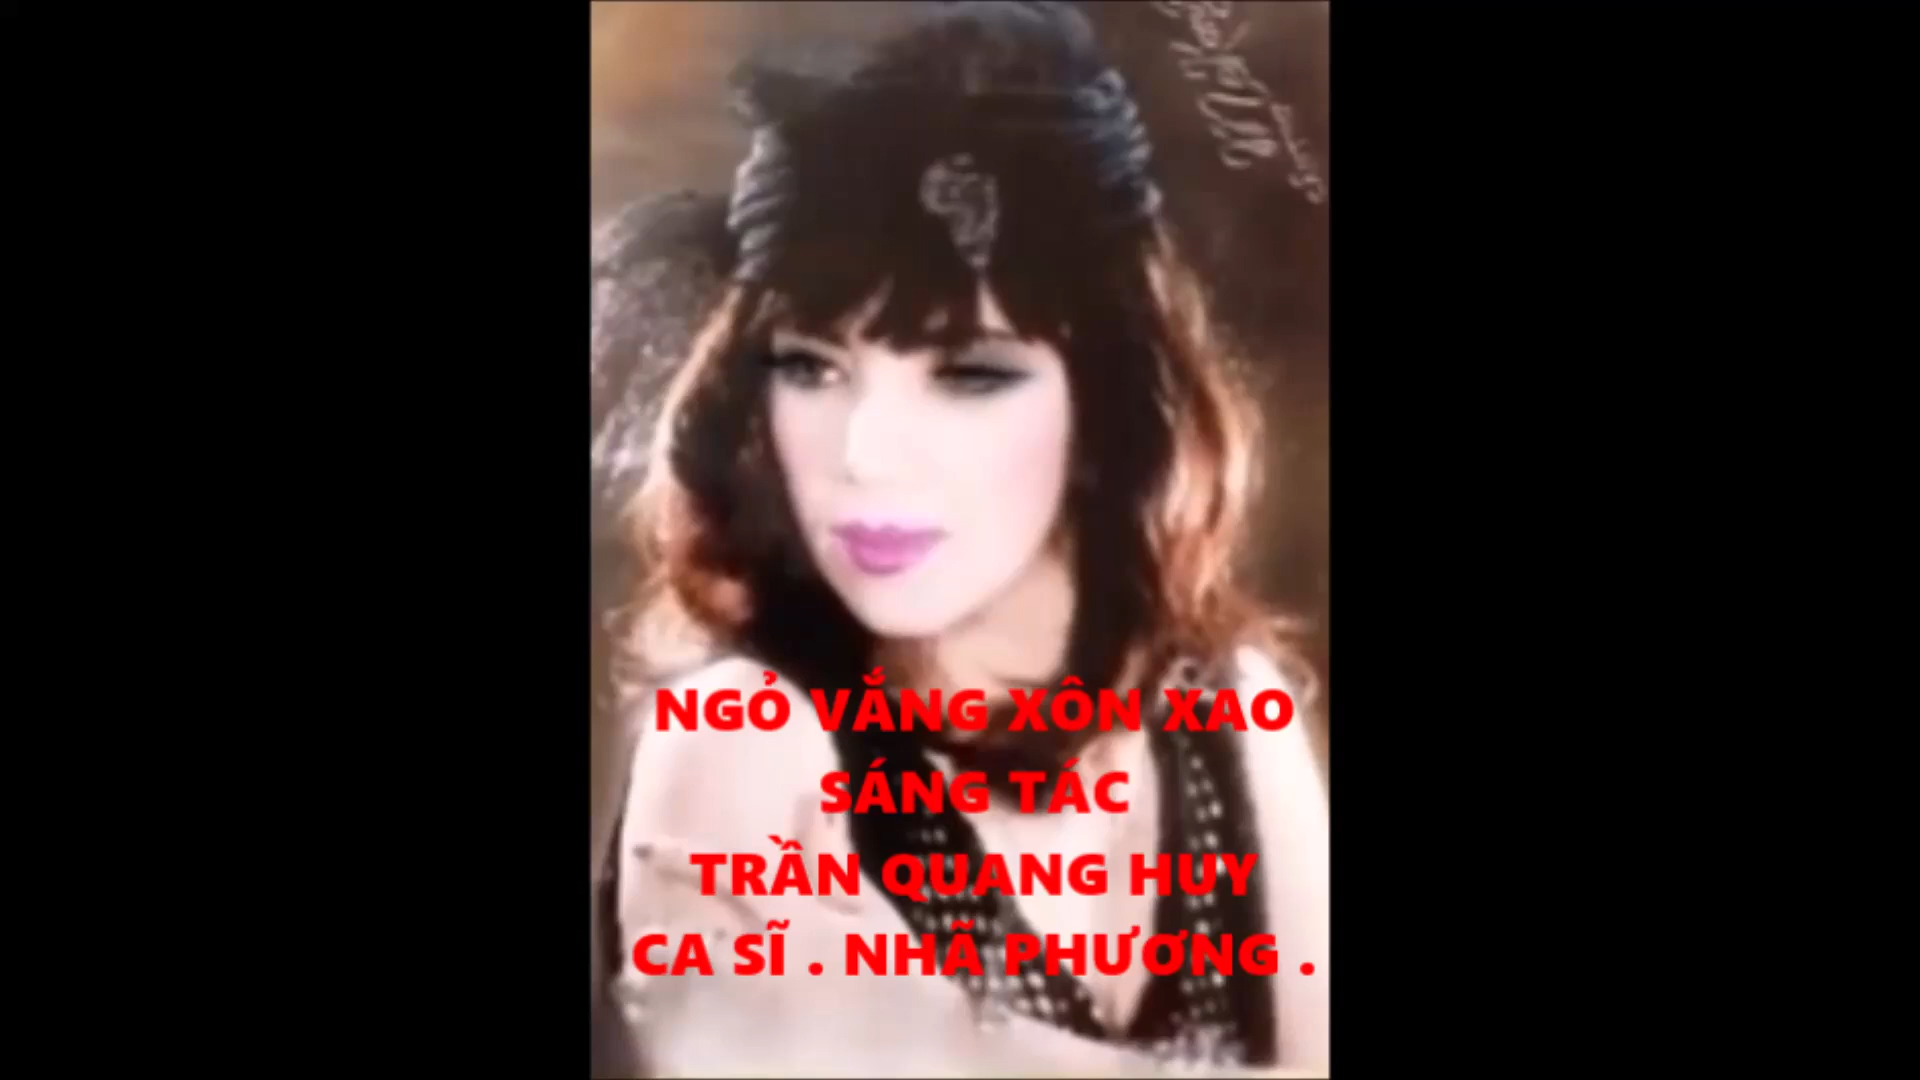 NGỎ VẮNG XÔN XAO
SÁNG TÁC
TRẦN QUANG HUY
CA SĨ . NHÃ PHƯƠNG .